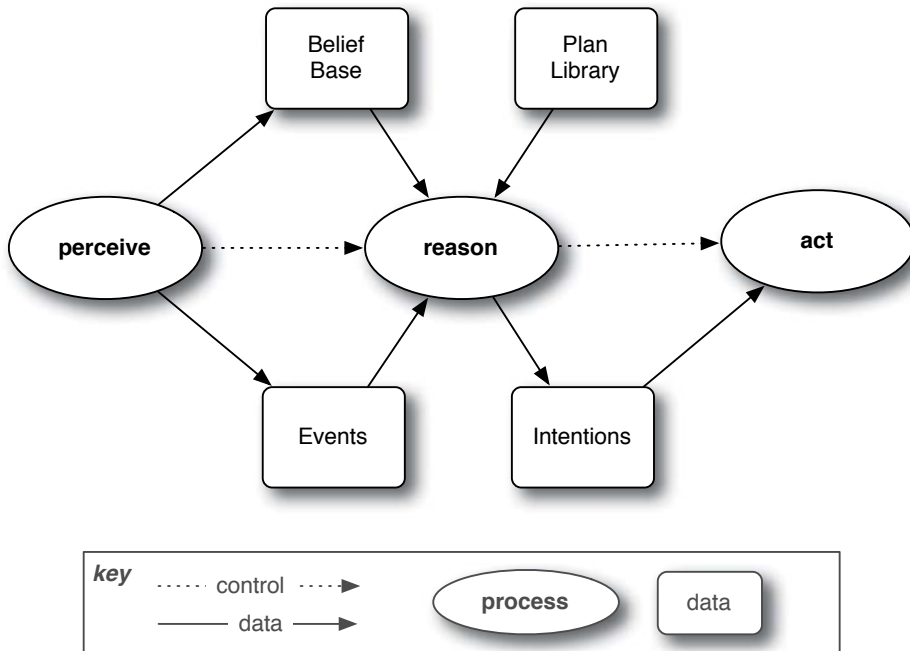 Belief
Base
Plan
Library
perceive
reason
act
Events
Intentions
key
control
data
process
data